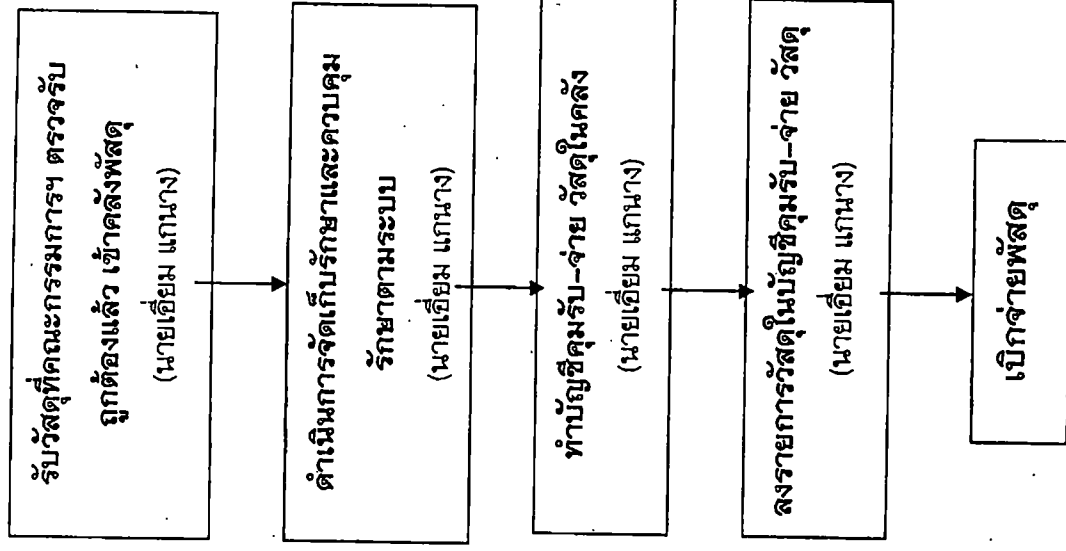 รับวัสดุที่คณะกรรมการฯ ตรวจรับ
ถูกต้องแล้ว เข้าคลังพัสดุ
(นายเอียม แกนาง)
ดำเนินการจัดเก็บรักษาและควบคุม
รักษาตามระบบ
(นายเอียม แกนาง)
ทำบัญชีคุมรับ-จ่าย วัสดุในคลัง
(นายเอียม แกนาง)
ลงรายการวัสดุในบัญชีคุมรับ-จ่าย วัสดุ
(นายเอียม แกนาง)
เบิกจ่ายพัสดุ